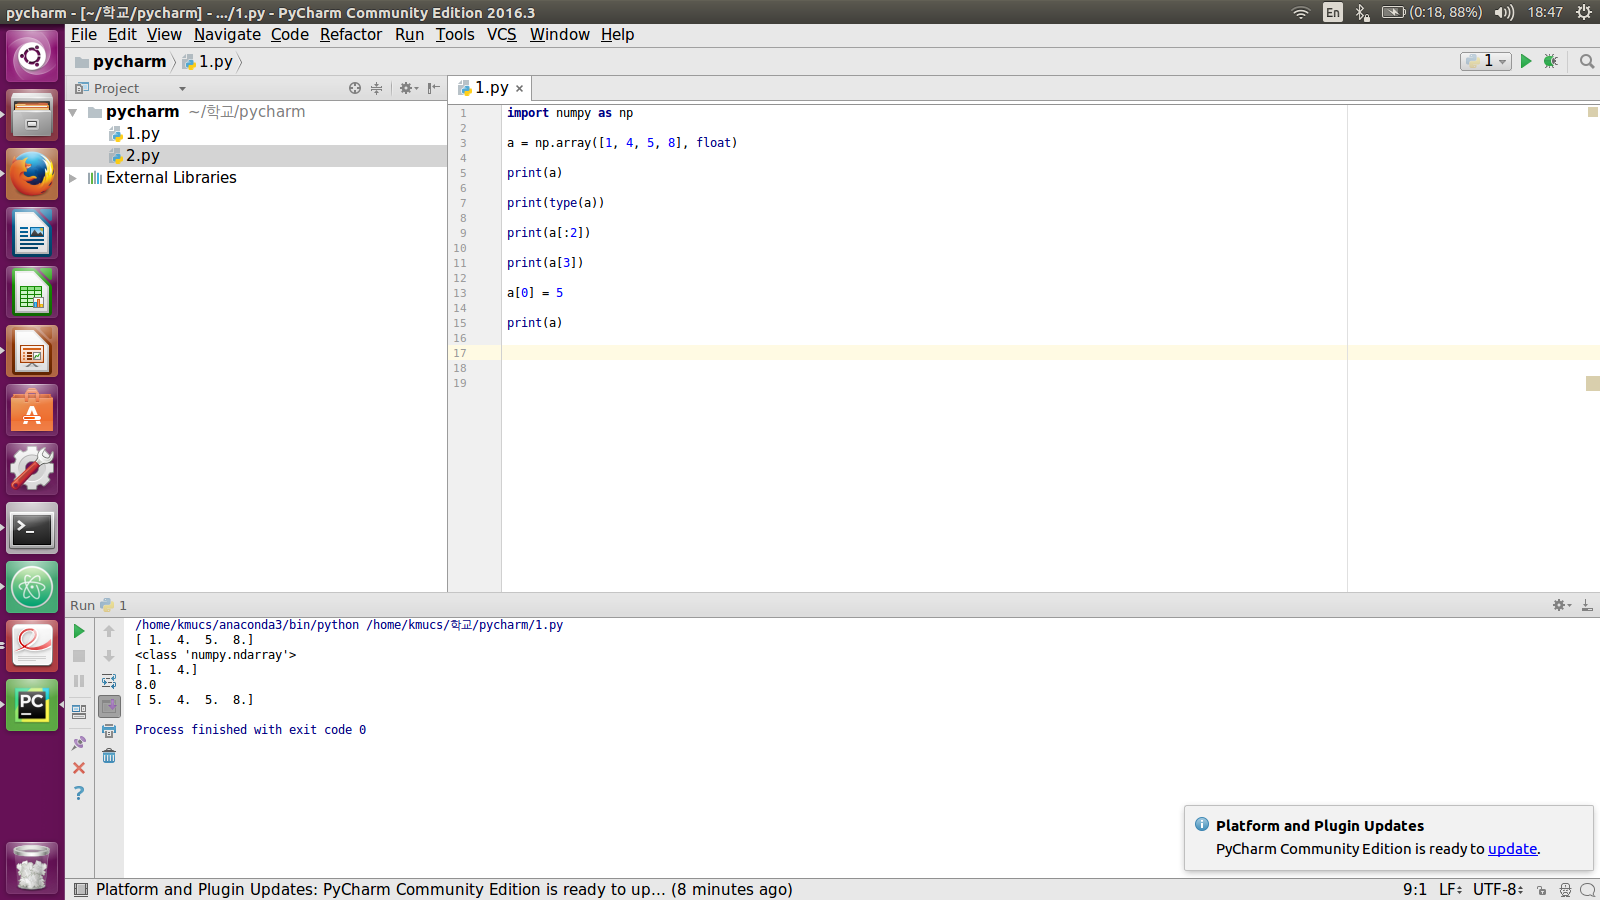 pycharm - [~/학교/pycharm] - .../1.py - PyCharm Community Edition 2016.3
En
(0:18, 88%)
18:47
File Edit View Navigate Code Refactor Run Tools VCS Window Help
pycharm 1.py
1
Project
1.py
pycharm ~/학교/pycharm
1.py
2.py
External Libraries
1 import numpy as np
2
3 a = np.array([1, 4, 5, 8], float)
4
5 print(a)
6
7 print(type(a))
8
9 print(a[:2])
10
11 print(a[3])
12
13 a[0] = 5
14
15 print(a)
16
17
18
19
Run 1
/home/kmucs/anaconda3/bin/python /home/kmucs/학교/pycharm/1.py
[ 1.  4.  5.  8.]
<class 'numpy.ndarray'>
[ 1.  4.]
8.0
[ 5.  4.  5.  8.]
Process finished with exit code 0
PC
Platform and Plugin Updates
PyCharm Community Edition is ready to update.
Platform and Plugin Updates: PyCharm Community Edition is ready to up... (8 minutes ago)
9:1 LF UTF-8